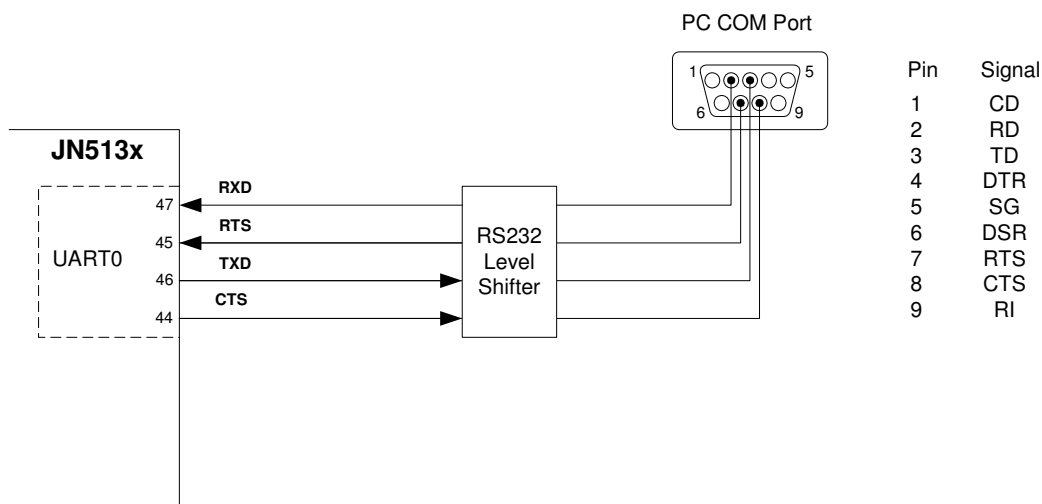 PC COM Port
1 5
6 9
Pin Signal
1 CD
2 RD
3 TD
4 DTR
5 SG
6 DSR
7 RTS
8 CTS
9 RI
JN513x
UART0
47 RXD
45 RTS
46 TXD
44 CTS
RS232
Level
Shifter